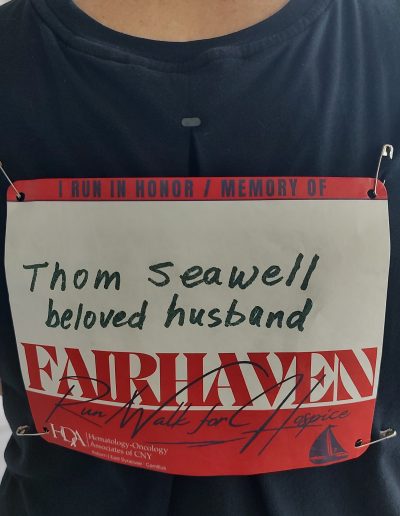 I RUN IN HONOR / MEMORY OF
Thom Seawell
beloved husband
FAIRHAVEN
Run Walk for Hospice
HOA Hematology-Oncology
Associates of CNY